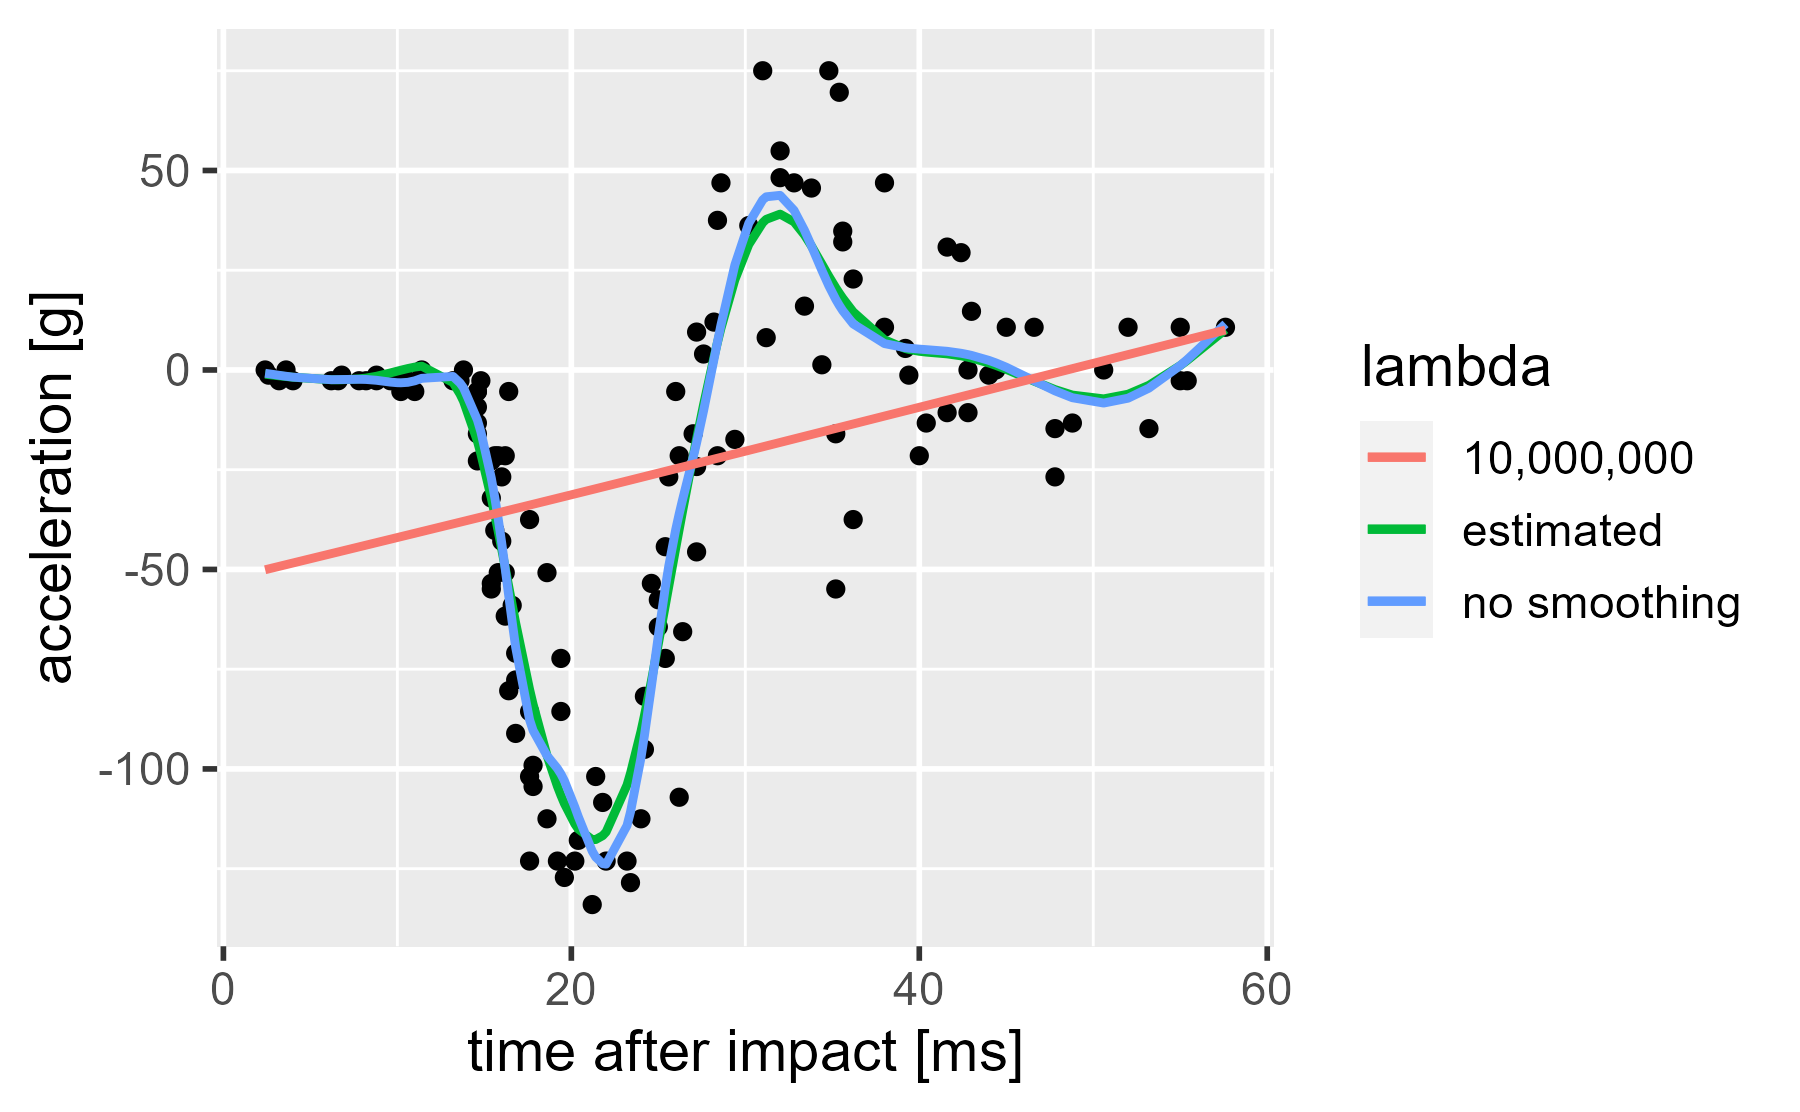 50
0
-50
-100
acceleration [g]
0 20 40 60
time after impact [ms]
lambda
10,000,000
estimated
no smoothing